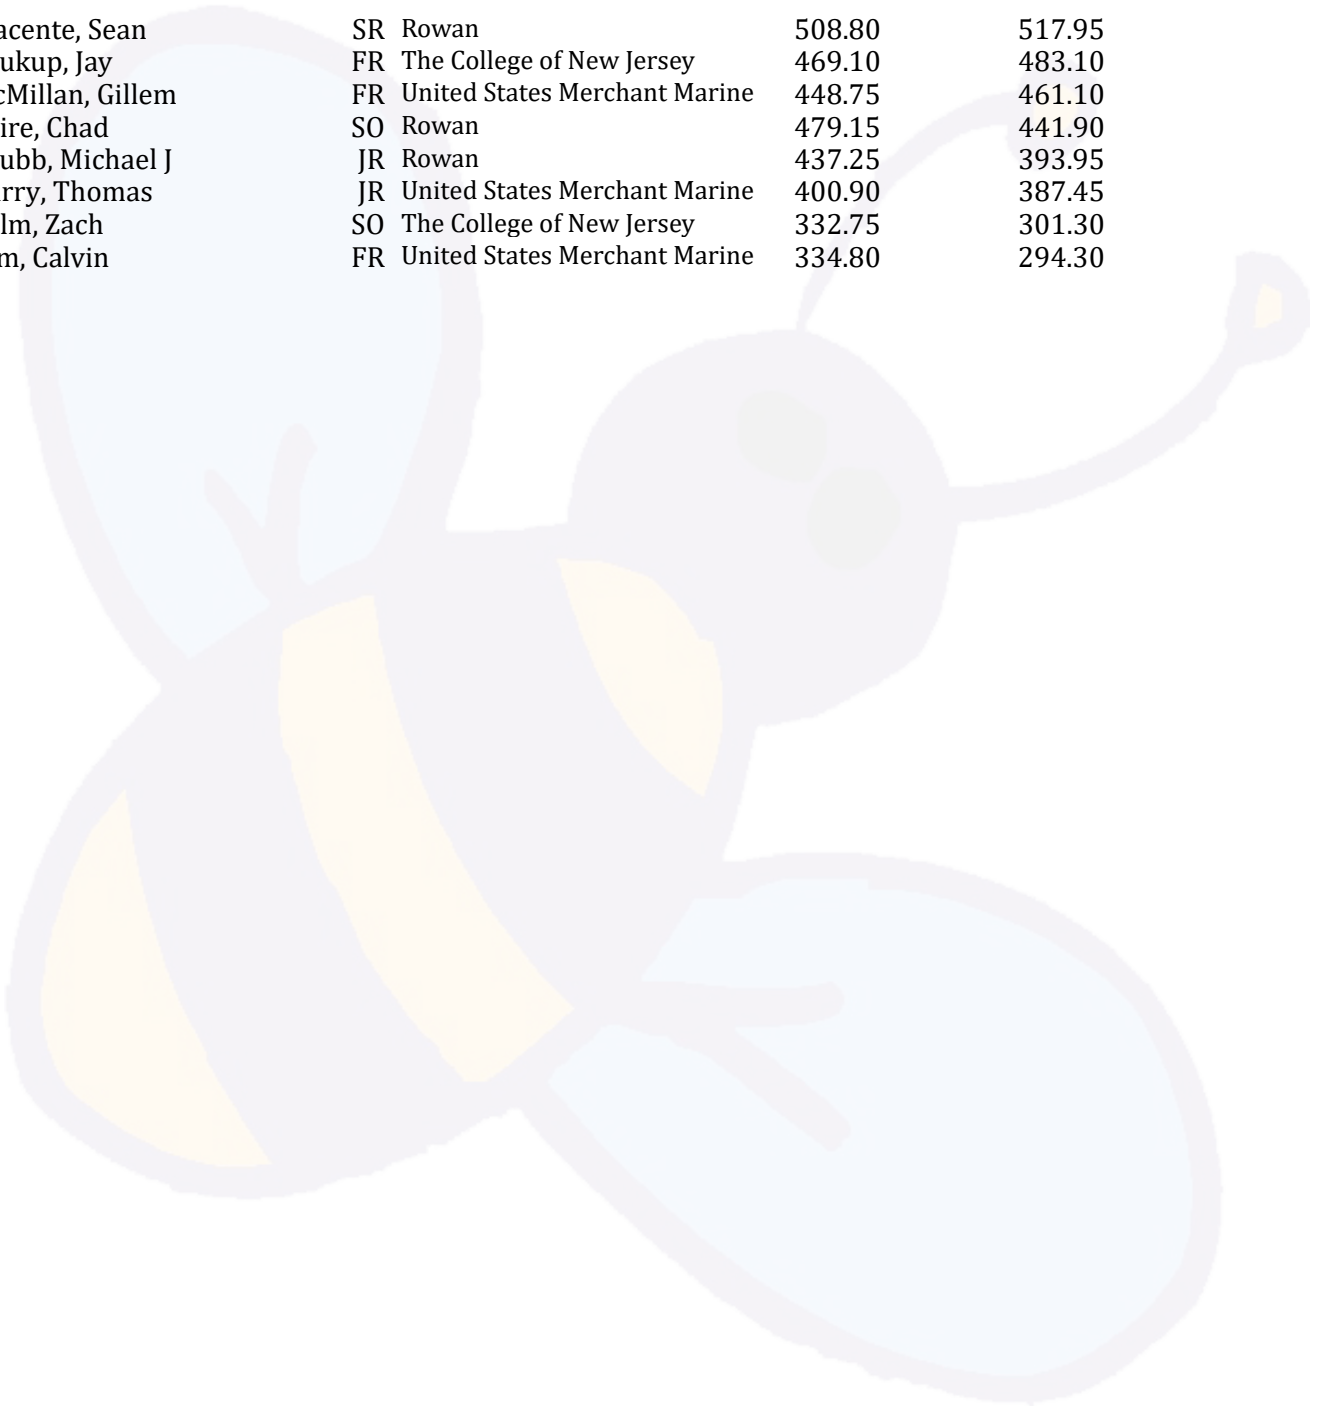 acente, Sean SR Rowan 508.80 517.95
ukup, Jay FR The College of New Jersey 469.10 483.10
cMillan, Gillem FR United States Merchant Marine 448.75 461.10
ire, Chad SO Rowan 479.15 441.90
ubb, Michael J JR Rowan 437.25 393.95
rry, Thomas JR United States Merchant Marine 400.90 387.45
lm, Zach SO The College of New Jersey 332.75 301.30
m, Calvin FR United States Merchant Marine 334.80 294.30